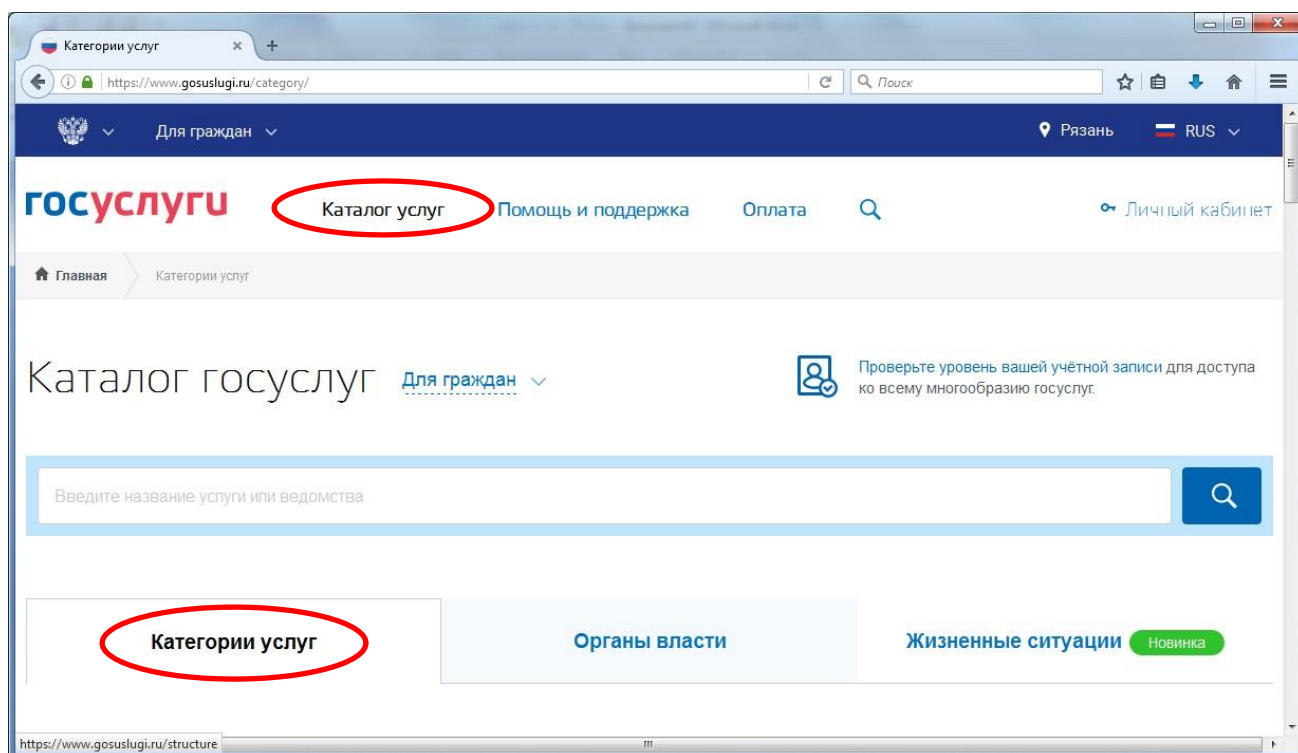 Категории услуг
https://www.gosuslugi.ru/category/
Поиск
Для граждан
Рязань
RUS
госуслуги
Каталог услуг
Помощь и поддержка
Оплата
Личный кабинет
Главная
Категории услуг
Каталог госуслуг
Для граждан
Проверьте уровень вашей учётной записи для доступа
ко всему многообразию госуслуг.
Введите название услуги или ведомства
Категории услуг
Органы власти
Жизненные ситуации
Новинка
https://www.gosuslugi.ru/structure